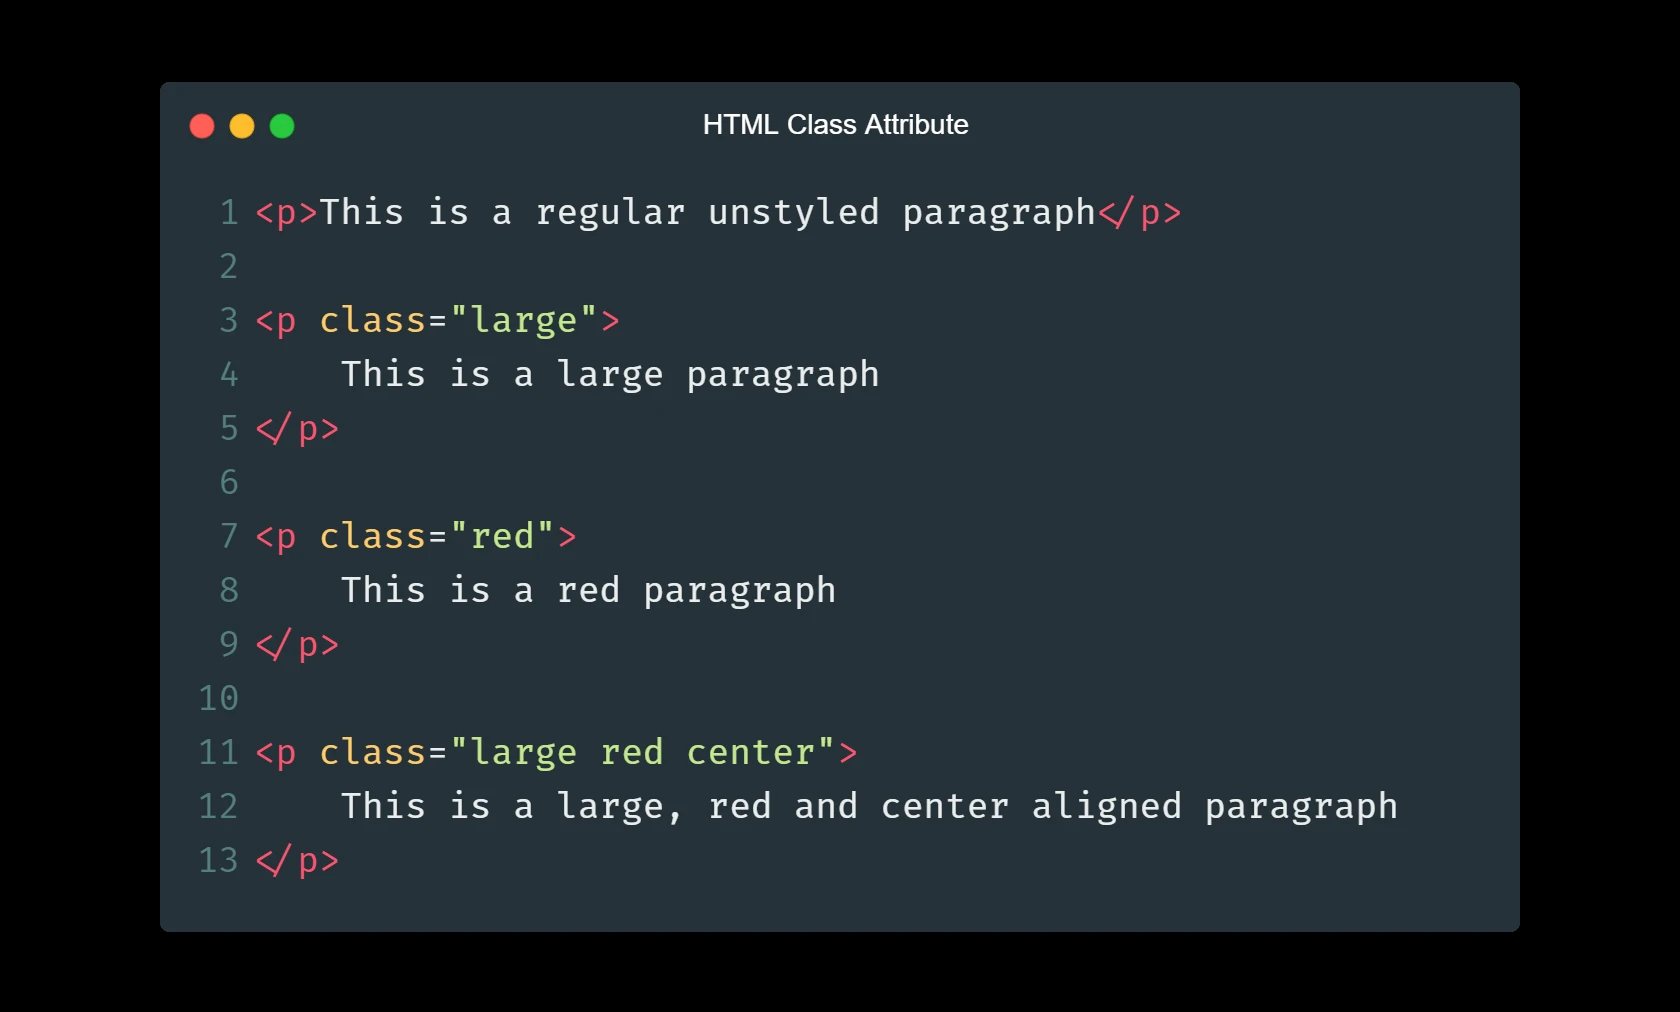 HTML Class Attribute
1 <p>This is a regular unstyled paragraph</p>
2
3 <p class="large">
4     This is a large paragraph
5 </p>
6
7 <p class="red">
8     This is a red paragraph
9 </p>
10
11 <p class="large red center">
12     This is a large, red and center aligned paragraph
13 </p>